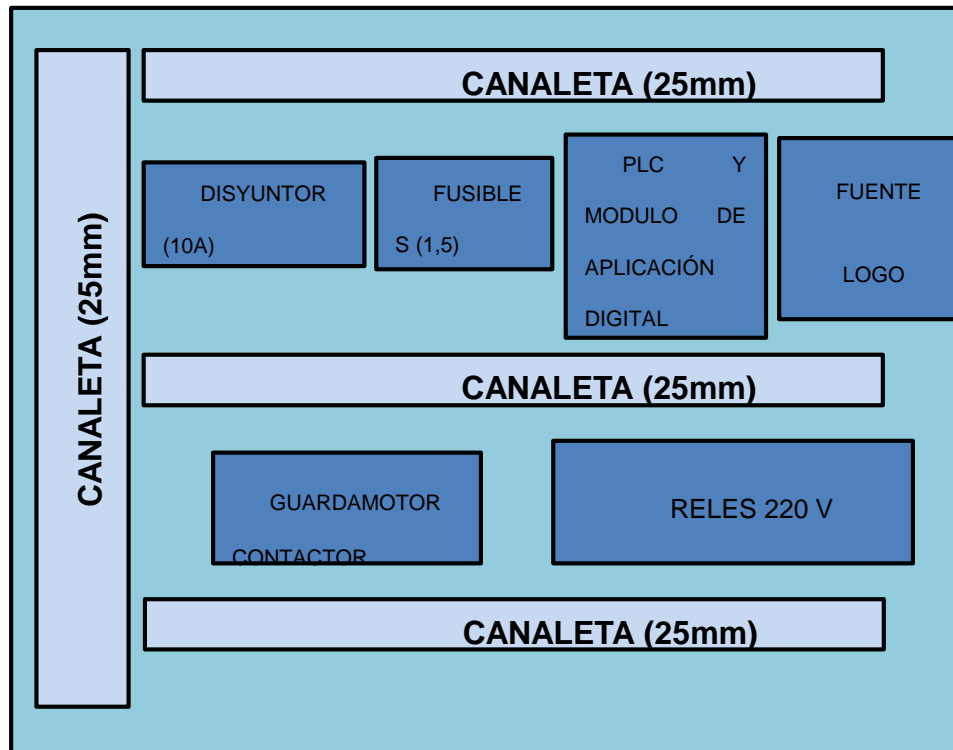 CANALETA (25mm)
CANALETA (25mm)
DISYUNTOR
(10A)
FUSIBLE
S (1,5)
PLC Y
MODULO DE
APLICACIÓN
DIGITAL
FUENTE
LOGO
CANALETA (25mm)
GUARDAMOTOR
CONTACTOR
RELES 220 V
CANALETA (25mm)